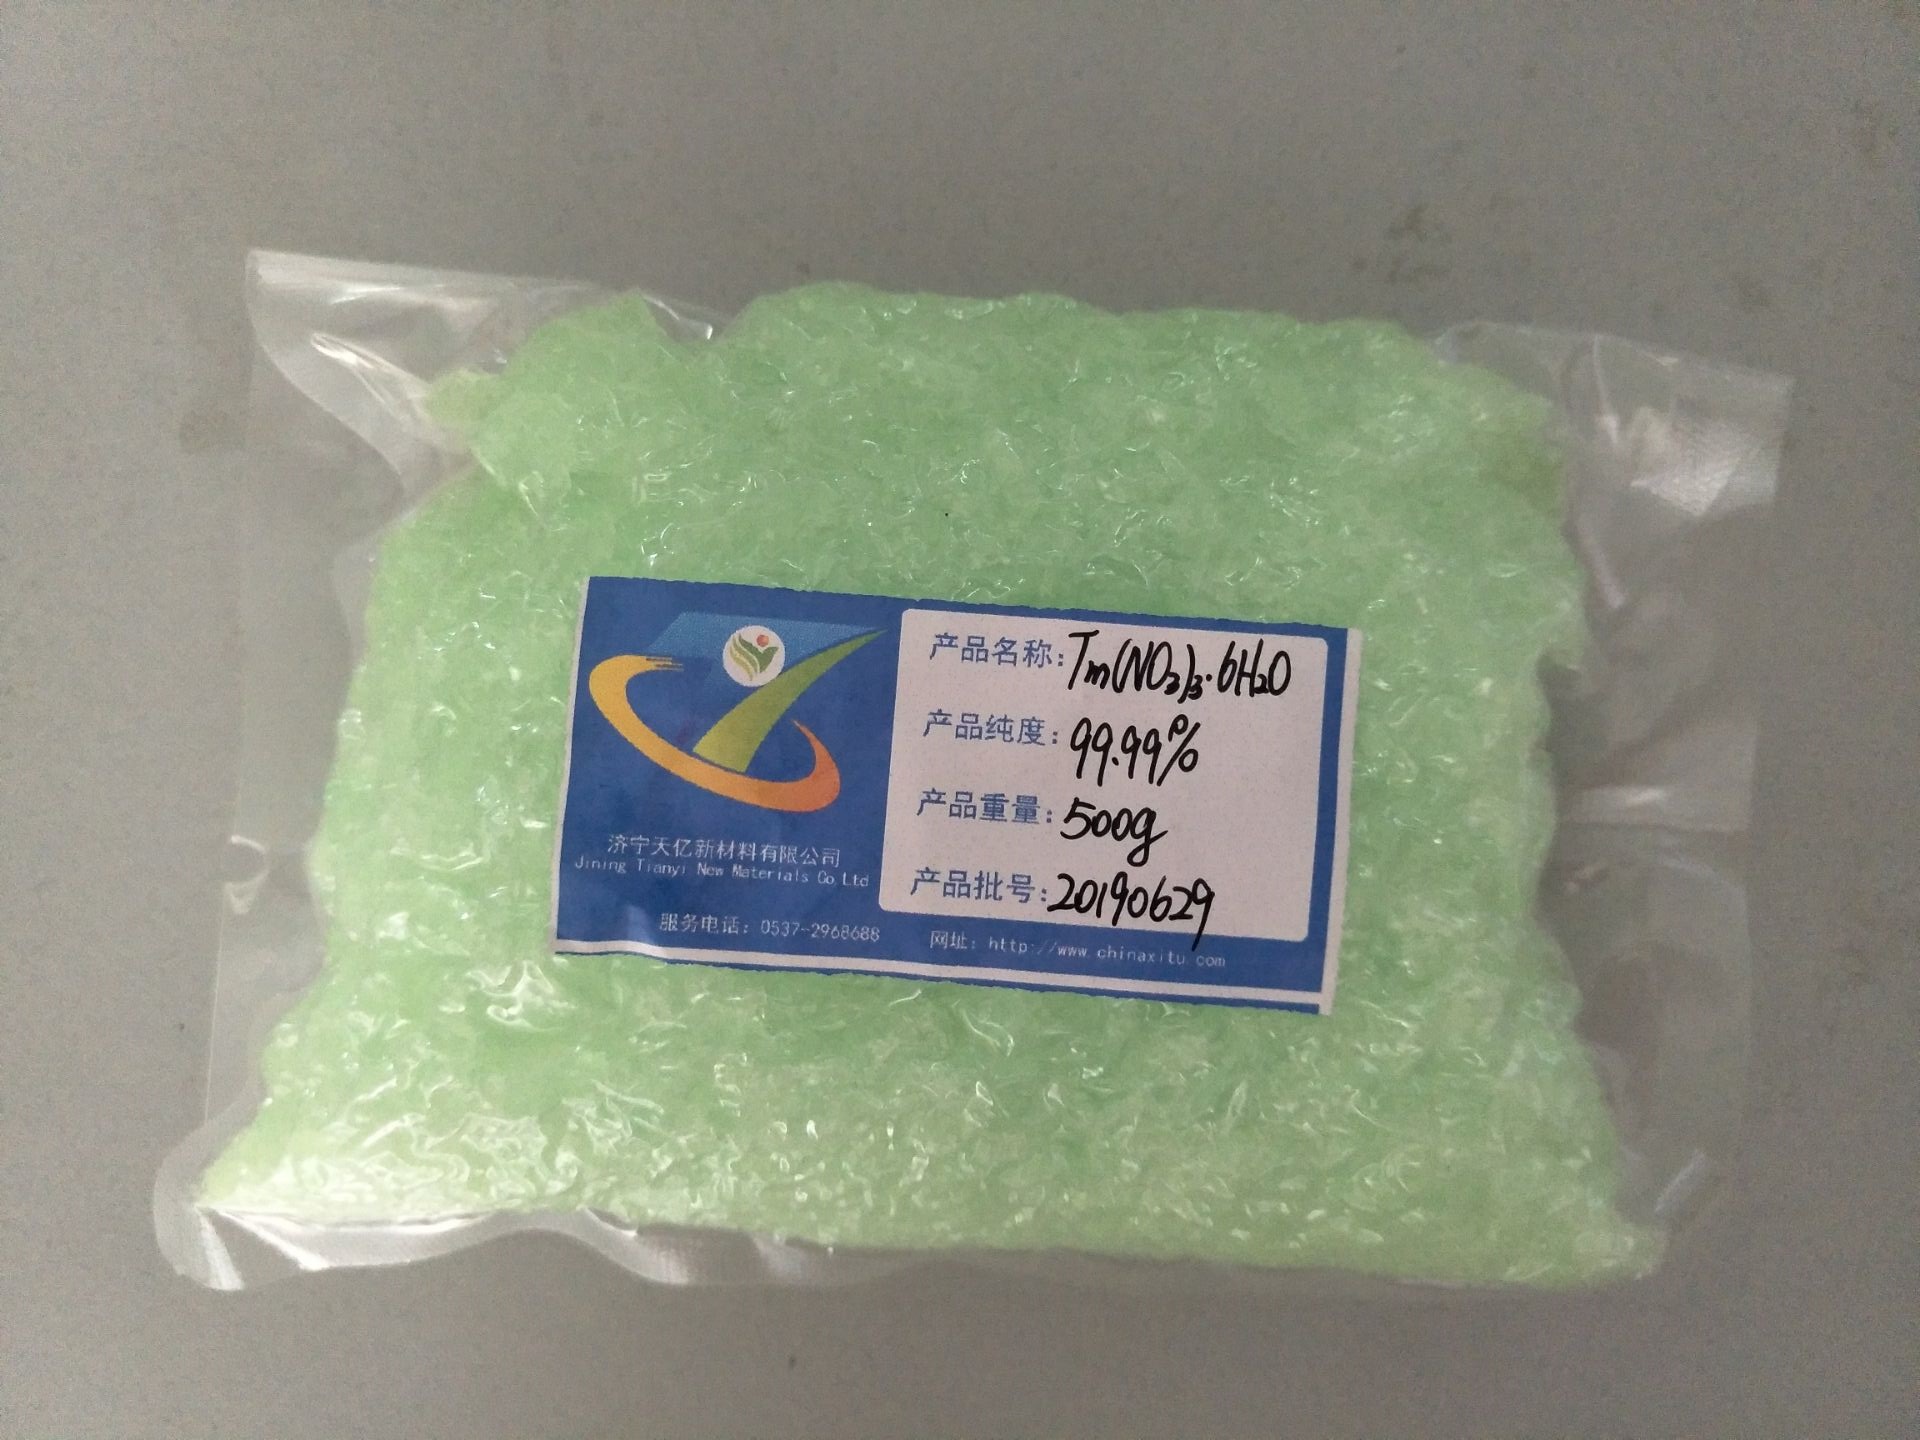 产品名称: Tm(NO3)3·6H2O
产品纯度: 99.99%
产品重量: 500g
产品批号: 20190629
济宁天亿新材料有限公司
Jining Tianyi New Materials Co Ltd
服务电话: 0537-2968688
网址: http://www.chinaxitu.com